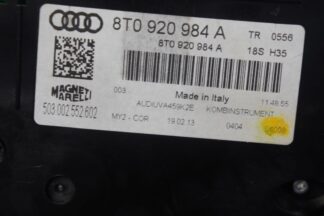 8T0 920 984 A
TR 0556
8T0 920 984 A
18S H35
003
Made in Italy
11:48:55
MAGNETI
MARELLI
AUDIUVA459K2E
KOMBIINSTRUMENT
503.002.552.602
MY2 - COR
19.02.13
0404